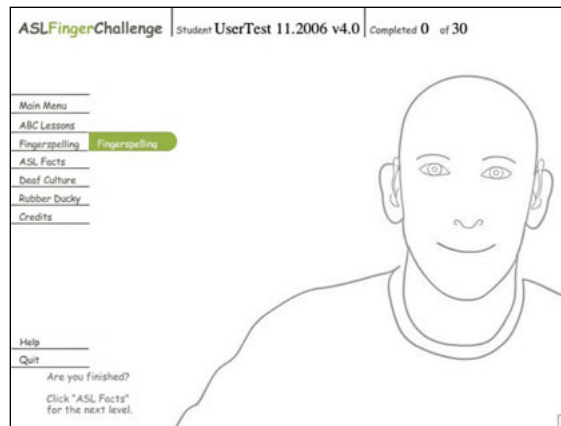 ASLFingerChallenge Student UserTest 11.2006 v4.0 Completed 0 of 30
Main Menu
ABC Lessons
Fingerspelling Fingerspelling
ASL Facts
Deaf Culture
Rubber Ducky
Credits
Help
Quit
Are you finished?
Click "ASL Facts"
for the next level.